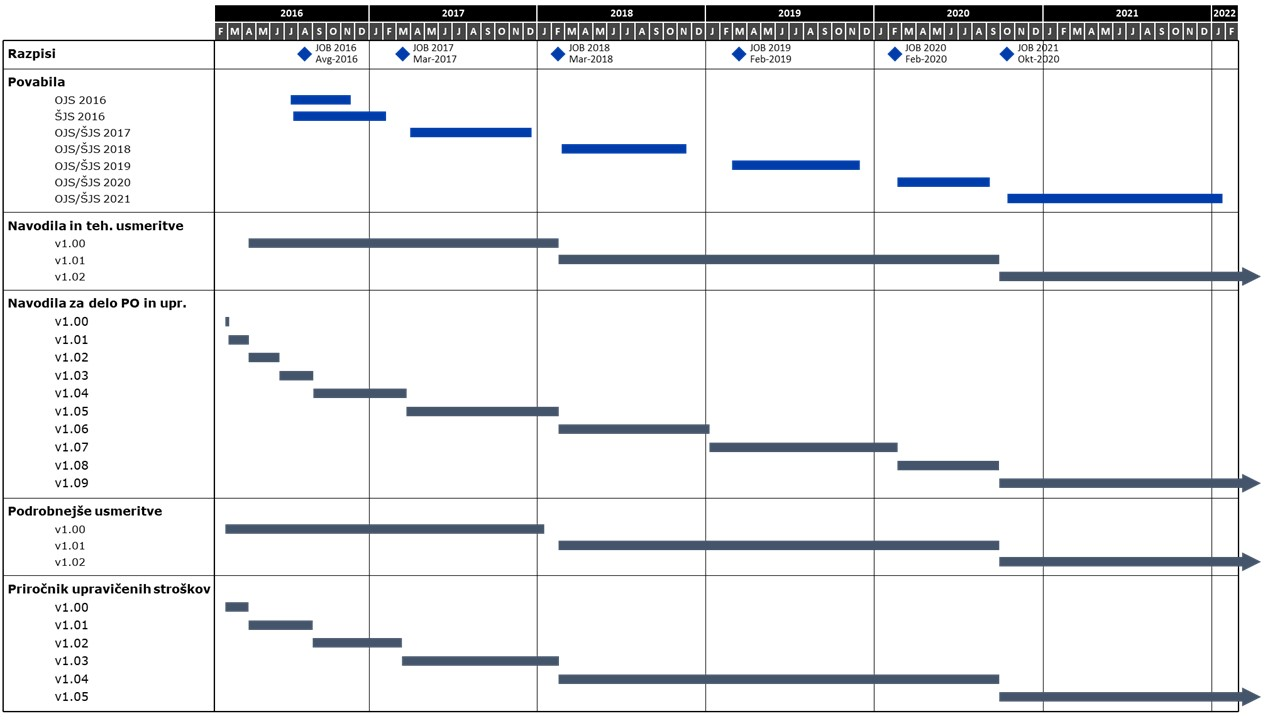 2016 2017 2018 2019 2020 2021 2022
F M A M J J A S O N D J F M A M J J A S O N D J F M A M J J A S O N D J F M A M J J A S O N D J F M A M J J A S O N D J F M A M J J A S O N D J F
Razpisi
JOB 2016
Avg-2016
JOB 2017
Mar-2017
JOB 2018
Mar-2018
JOB 2019
Feb-2019
JOB 2020
Feb-2020
JOB 2021
Okt-2020
Povabila
OJS 2016
ŠJS 2016
OJS/ŠJS 2017
OJS/ŠJS 2018
OJS/ŠJS 2019
OJS/ŠJS 2020
OJS/ŠJS 2021
Navodila in teh. usmeritve
v1.00
v1.01
v1.02
Navodila za delo PO in upr.
v1.00
v1.01
v1.02
v1.03
v1.04
v1.05
v1.06
v1.07
v1.08
v1.09
Podrobnejše usmeritve
v1.00
v1.01
v1.02
Priročnik upravičenih stroškov
v1.00
v1.01
v1.02
v1.03
v1.04
v1.05